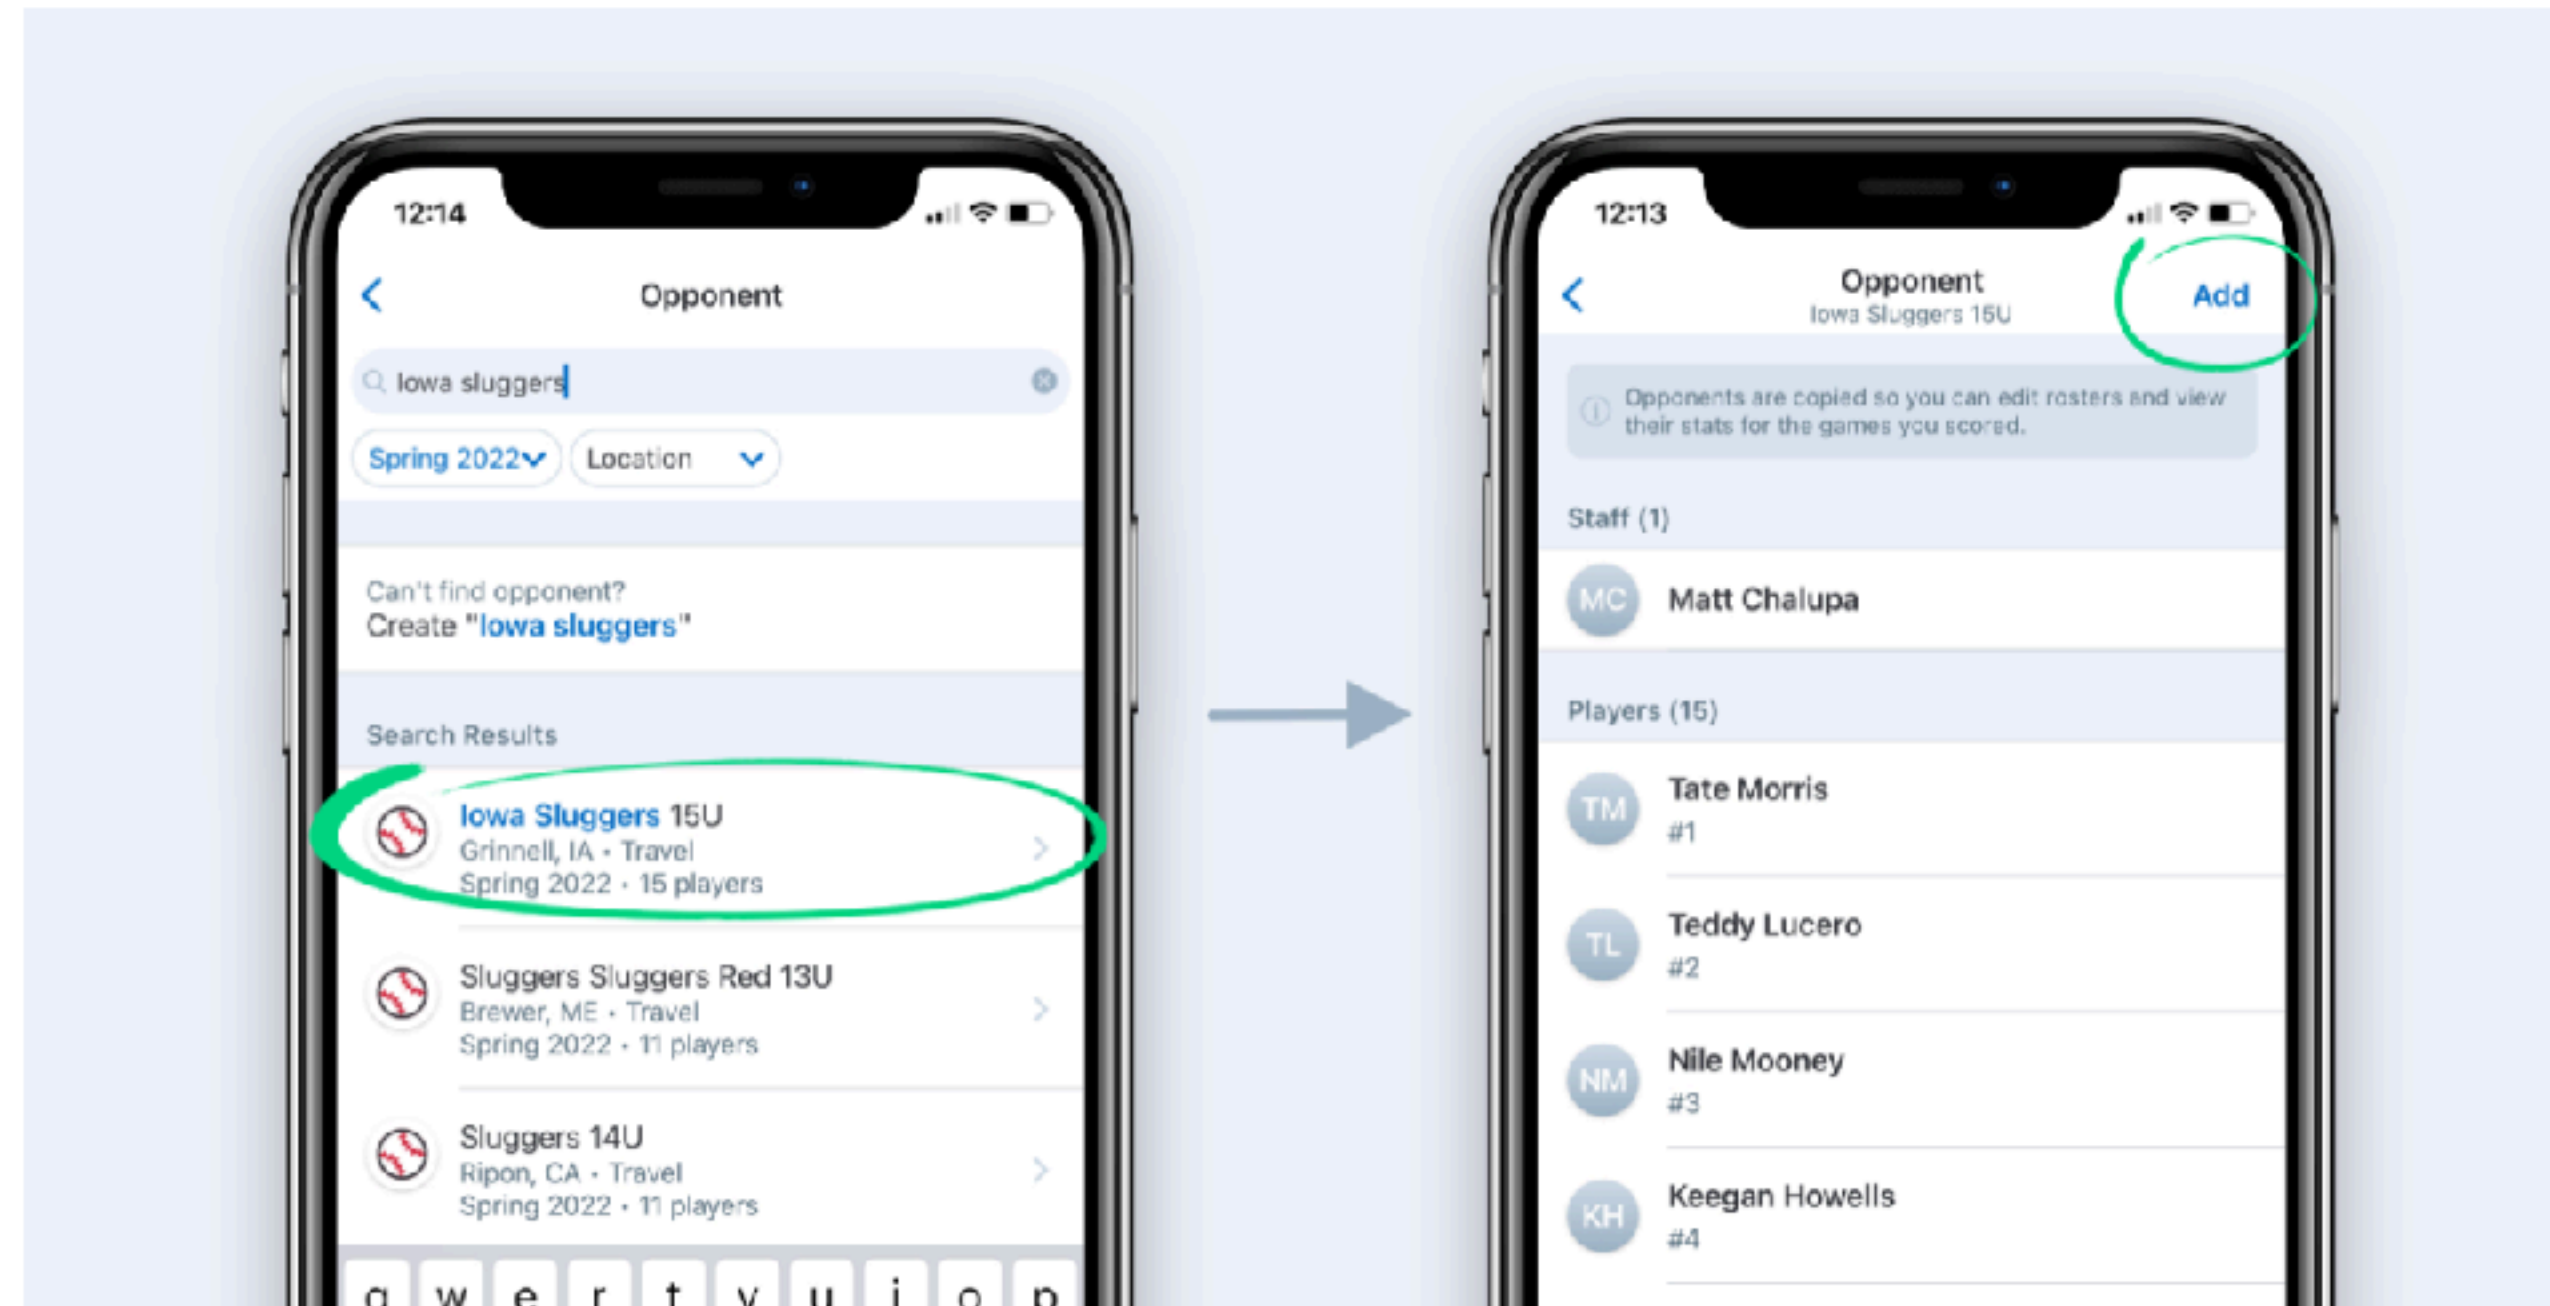 12:14
Opponent
Iowa sluggers
Spring 2022
Location
Can't find opponent?
Create "Iowa sluggers"
Search Results
Iowa Sluggers 15U
Grinnell, IA · Travel
Spring 2022 · 15 players
Sluggers Sluggers Red 13U
Brewer, ME · Travel
Spring 2022 · 11 players
Sluggers 14U
Ripon, CA · Travel
Spring 2022 · 11 players
q w e r t y u i o p
12:13
Opponent
Add
Iowa Sluggers 15U
Opponents are copied so you can edit rosters and view
their stats for the games you scored.
Staff (1)
MC
Matt Chalupa
Players (15)
TM
Tate Morris
#1
TL
Teddy Lucero
#2
NM
Nile Mooney
#3
KH
Keegan Howells
#4